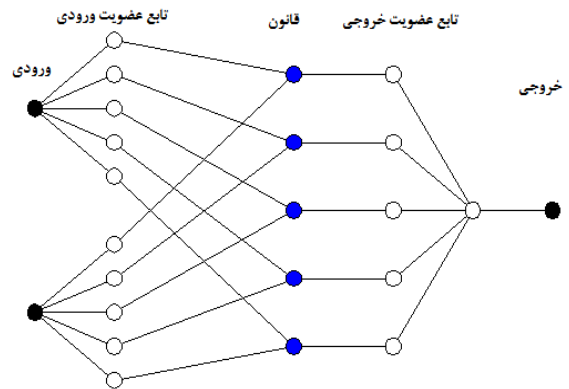 ورودی
تابع عضویت ورودی
قانون
تابع عضویت خروجی
خروجی